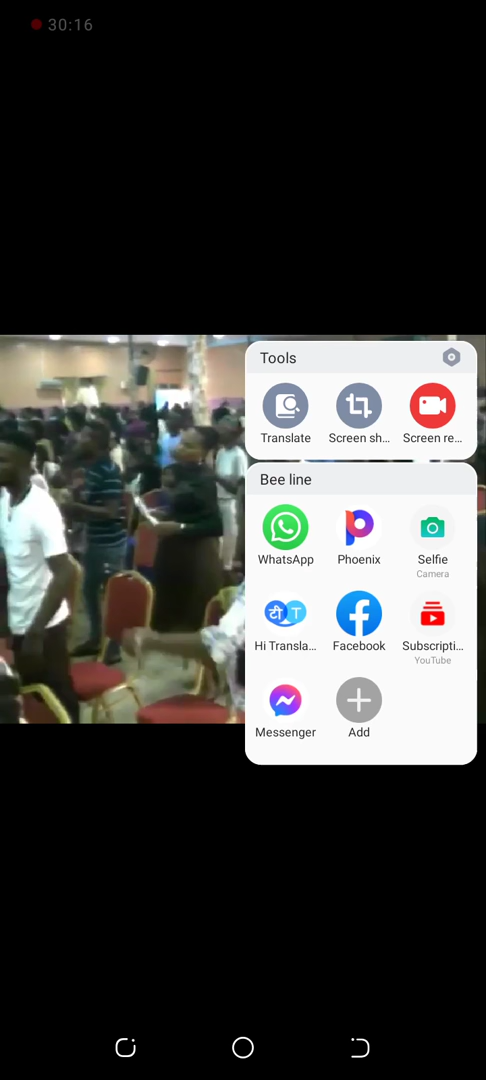 30:16
Tools
Translate
Screen sh...
Screen re...
Bee line
WhatsApp
Phoenix
Selfie
Camera
टी T
Hi Transla...
Facebook
Subscripti...
YouTube
Messenger
Add